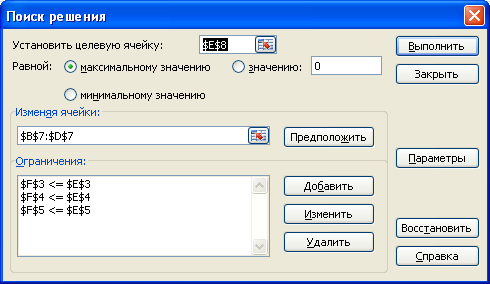 Поиск решения
Установить целевую ячейку: $E$8
Выполнить
Равной: максимальному значению значению: 0
Закрыть
минимальному значению
Изменяя ячейки:
$B$7:$D$7
Предположить
Ограничения:
Параметры
$F$3 <= $E$3
$F$4 <= $E$4
$F$5 <= $E$5
Добавить
Изменить
Удалить
Восстановить
Справка